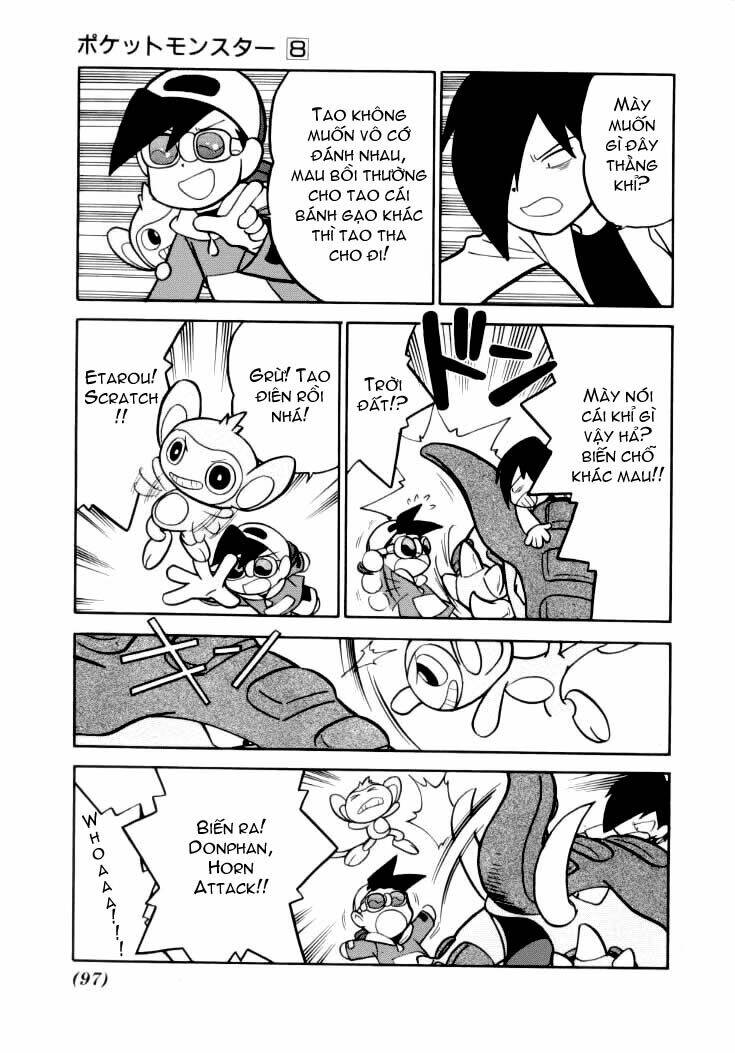 ポケットモンスター 8
MÀY
MUỐN
GÌ ĐÂY
THẰNG
KHỈ?
TAO KHÔNG
MUỐN VÔ CỚ
ĐÁNH NHAU,
MAU BỒI THƯỜNG
CHO TAO CÁI
BÁNH GẠO KHÁC
THÌ TAO THA
CHO ĐI!
ドーン
MÀY NÓI
CÁI KHỈ GÌ
VẬY HẢ?
BIẾN CHỖ
KHÁC MAU!!
TRỜI
ĐẤT!?
GRỪ! TAO
ĐIÊN RỒI
NHÁ!
ETAROU!
SCRATCH
!!
キン
BIẾN RA!
DONPHAN,
HORN
ATTACK!!
WHOAAA!!!
(97)